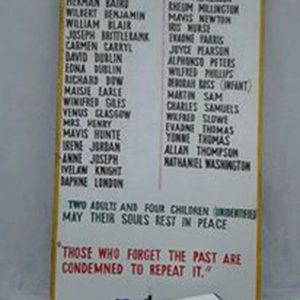 HERMAN BAIRD
WILBERT BENJAMIN
WILLIAM BLAIR
JOSEPH BRITTLEBANK
CARMEN CARRYL
DAVID DUBLIN
EDNA DUBLIN
RICHARD DOW
MAISIE EARLE
WINIFRED GILES
VENUS GLASGOW
MRS. HENRY
MAVIS HUNTE
IRENE JORDAN
ANNE JOSEPH
IVELAW KNIGHT
DAPHNE LONDON
RHEUM MILLINGTON
MAVIS NEWTON
IRIS NURSE
EVADNE PARRIS
JOYCE PEARSON
ALPHONSO PETERS
WILFRED PHILLIPS
DEBORAH ROSS (INFANT)
MARTIN SAM
CHARLES SAMUELS
WILFRED SLOWE
EVADNE THOMAS
YONNE THOMAS
ALLAN THOMPSON
NATHANIEL WASHINGTON
TWO ADULTS AND FOUR CHILDREN (UNIDENTIFIED)
MAY THEIR SOULS REST IN PEACE
"THOSE WHO FORGET THE PAST ARE
CONDEMNED TO REPEAT IT."